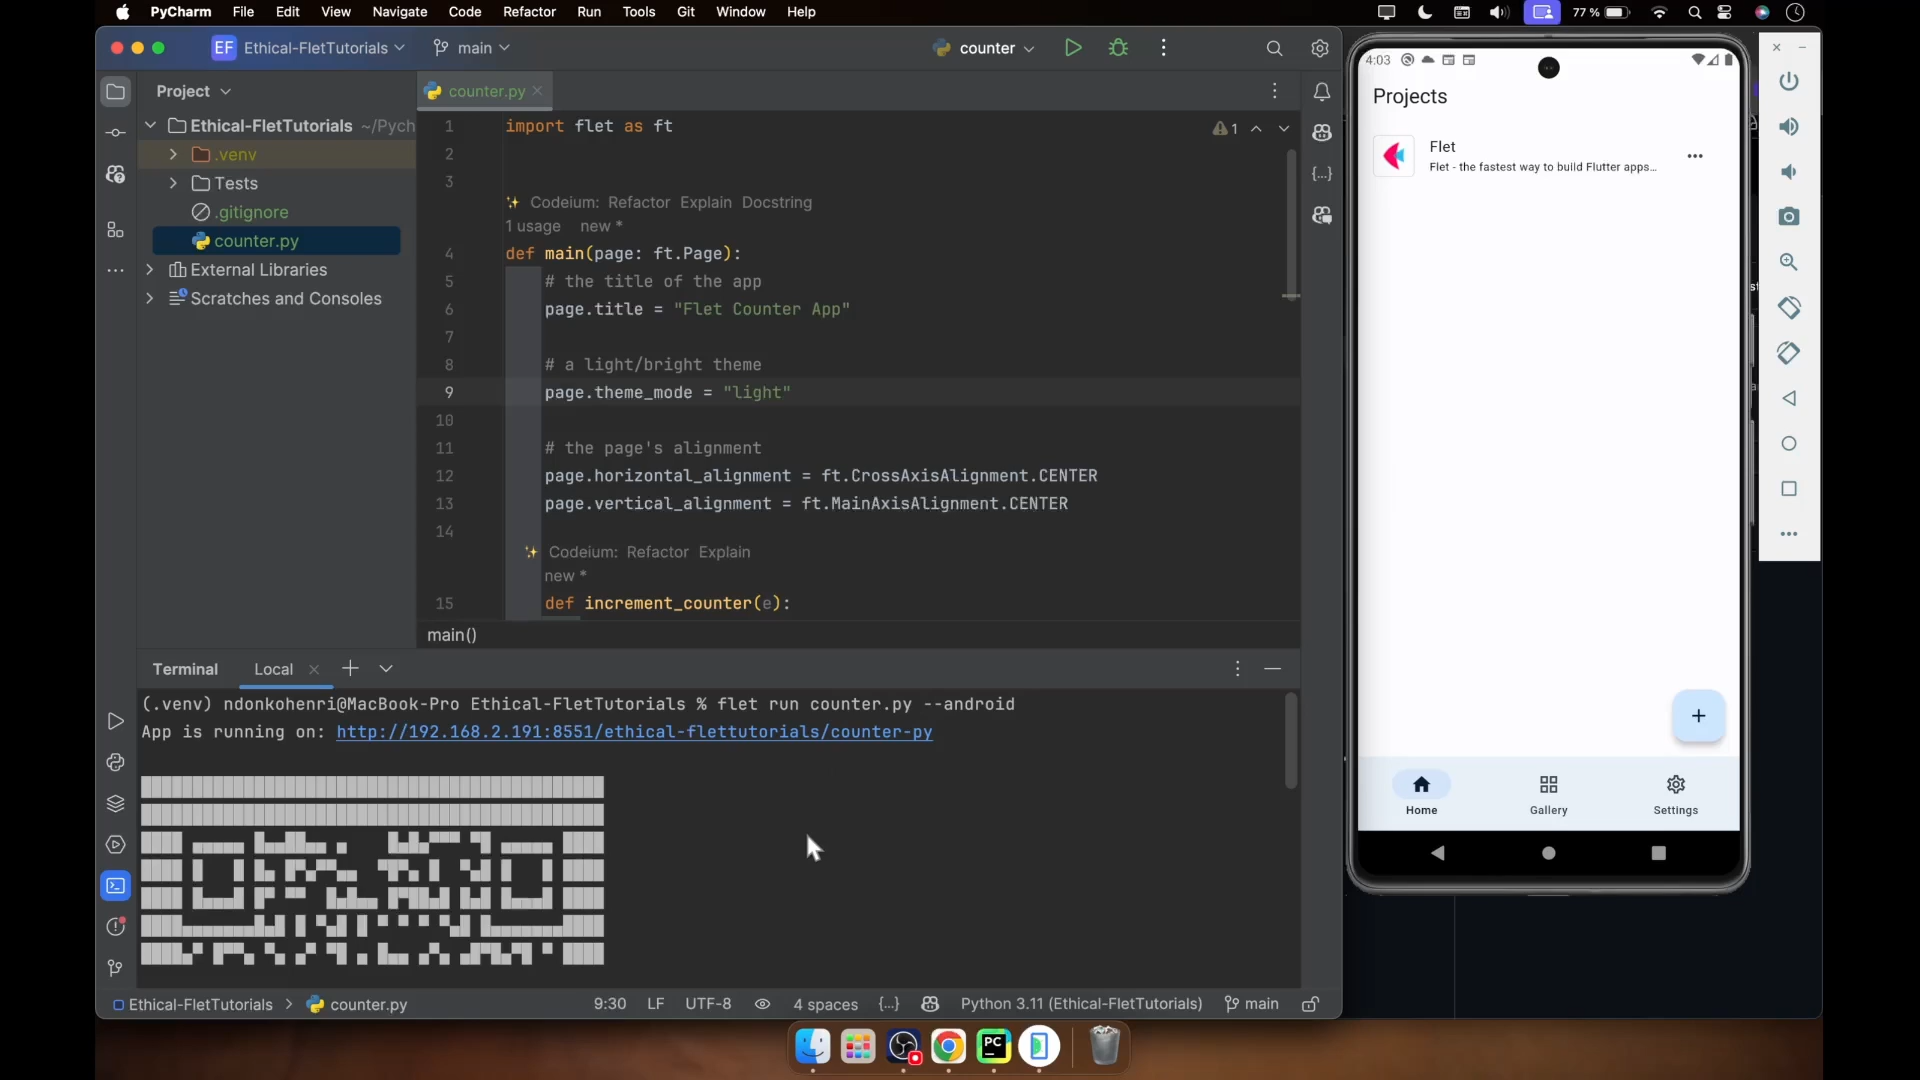 PyCharm File Edit View Navigate Code Refactor Run Tools Git Window Help
77 %
EF Ethical-FletTutorials main counter
Project
counter.py
Ethical-FletTutorials ~/Pych
.venv
Tests
.gitignore
counter.py
External Libraries
Scratches and Consoles
1
1 import flet as ft
2
3
Codeium: Refactor Explain Docstring
1 usage new *
4 def main(page: ft.Page):
5 # the title of the app
6 page.title = "Flet Counter App"
7
8 # a light/bright theme
9 page.theme_mode = "light"
10
11 # the page's alignment
12 page.horizontal_alignment = ft.CrossAxisAlignment.CENTER
13 page.vertical_alignment = ft.MainAxisAlignment.CENTER
14
Codeium: Refactor Explain
new *
15 def increment_counter(e):
main()
Terminal Local
(.venv) ndonkohenri@MacBook-Pro Ethical-FletTutorials % flet run counter.py --android
App is running on: http://192.168.2.191:8551/ethical-flettutorials/counter-py
Ethical-FletTutorials > counter.py 9:30 LF UTF-8 4 spaces {...} Python 3.11 (Ethical-FletTutorials) main
4:03
Projects
Flet
Flet - the fastest way to build Flutter apps...
Home Gallery Settings
PC